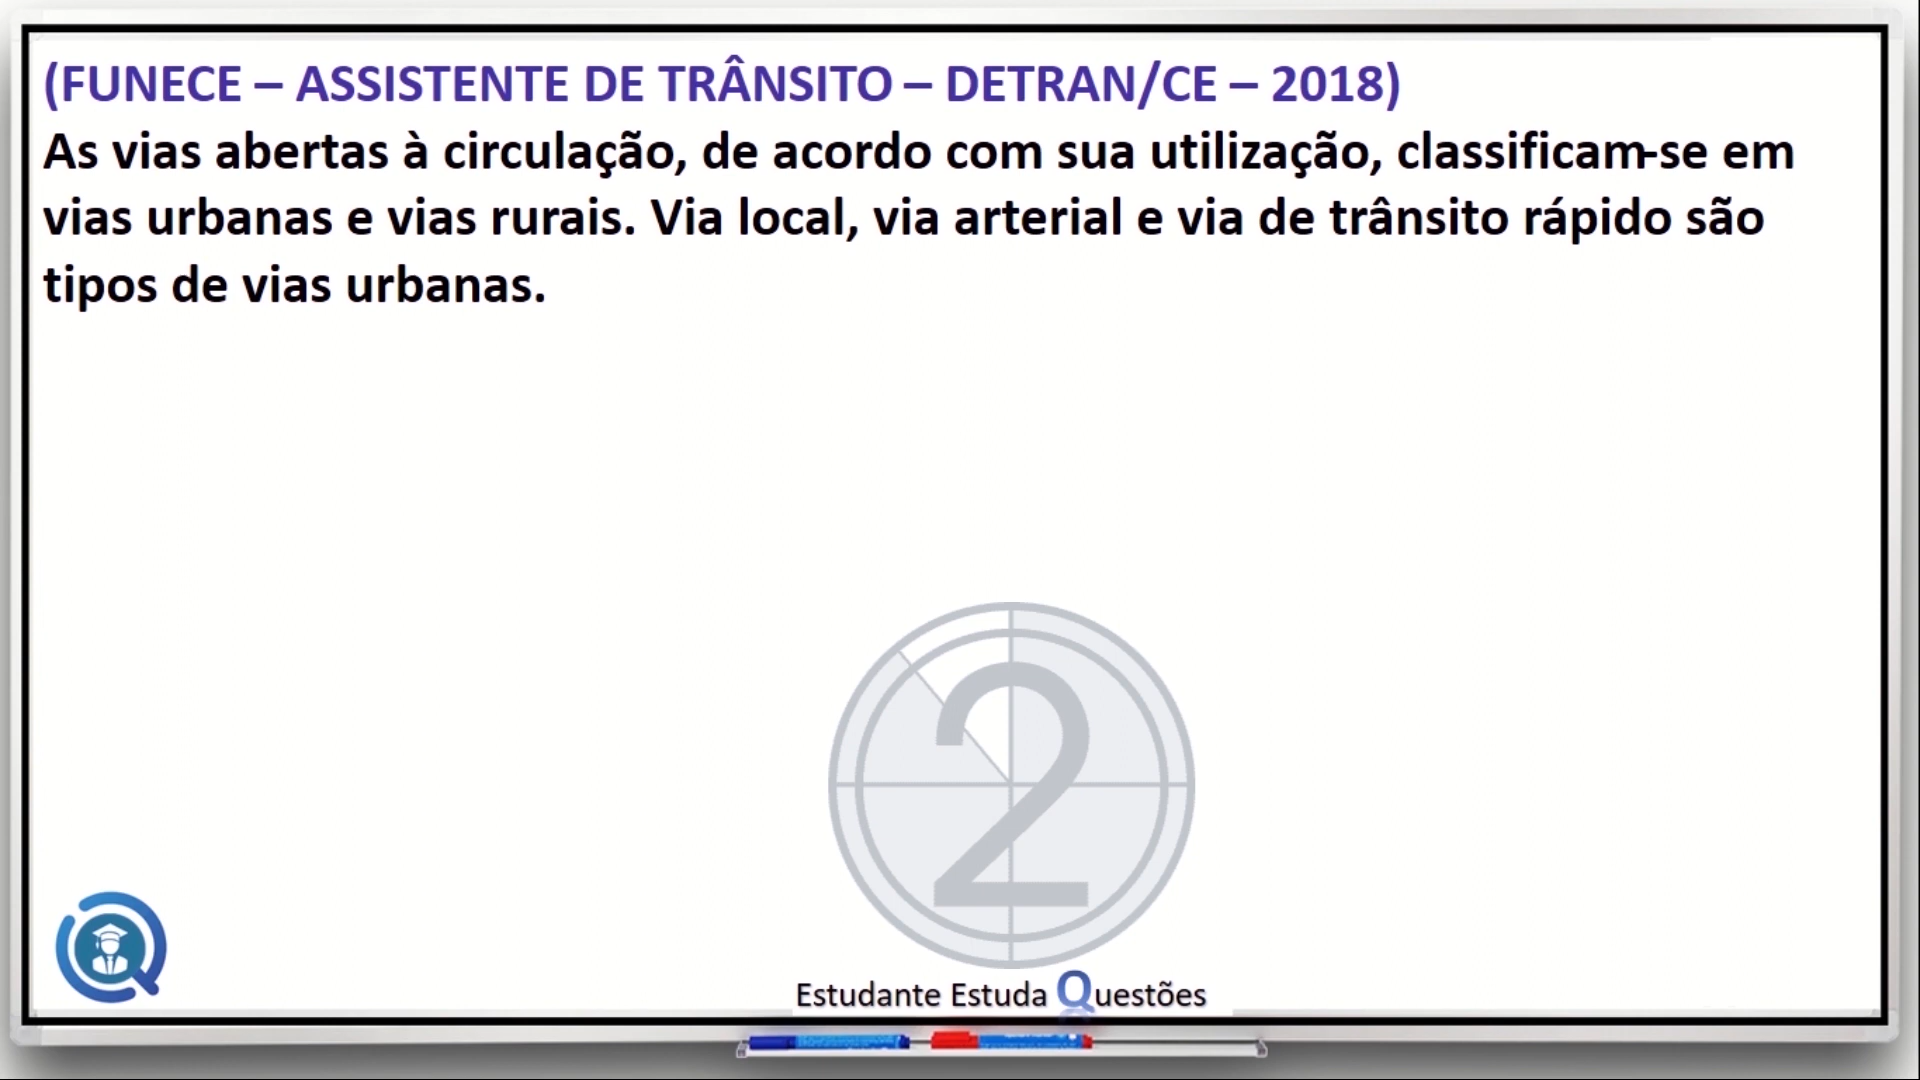 (FUNECE – ASSISTENTE DE TRÂNSITO – DETRAN/CE – 2018)
As vias abertas à circulação, de acordo com sua utilização, classificam-se em
vias urbanas e vias rurais. Via local, via arterial e via de trânsito rápido são
tipos de vias urbanas.
2
Estudante Estuda Questões